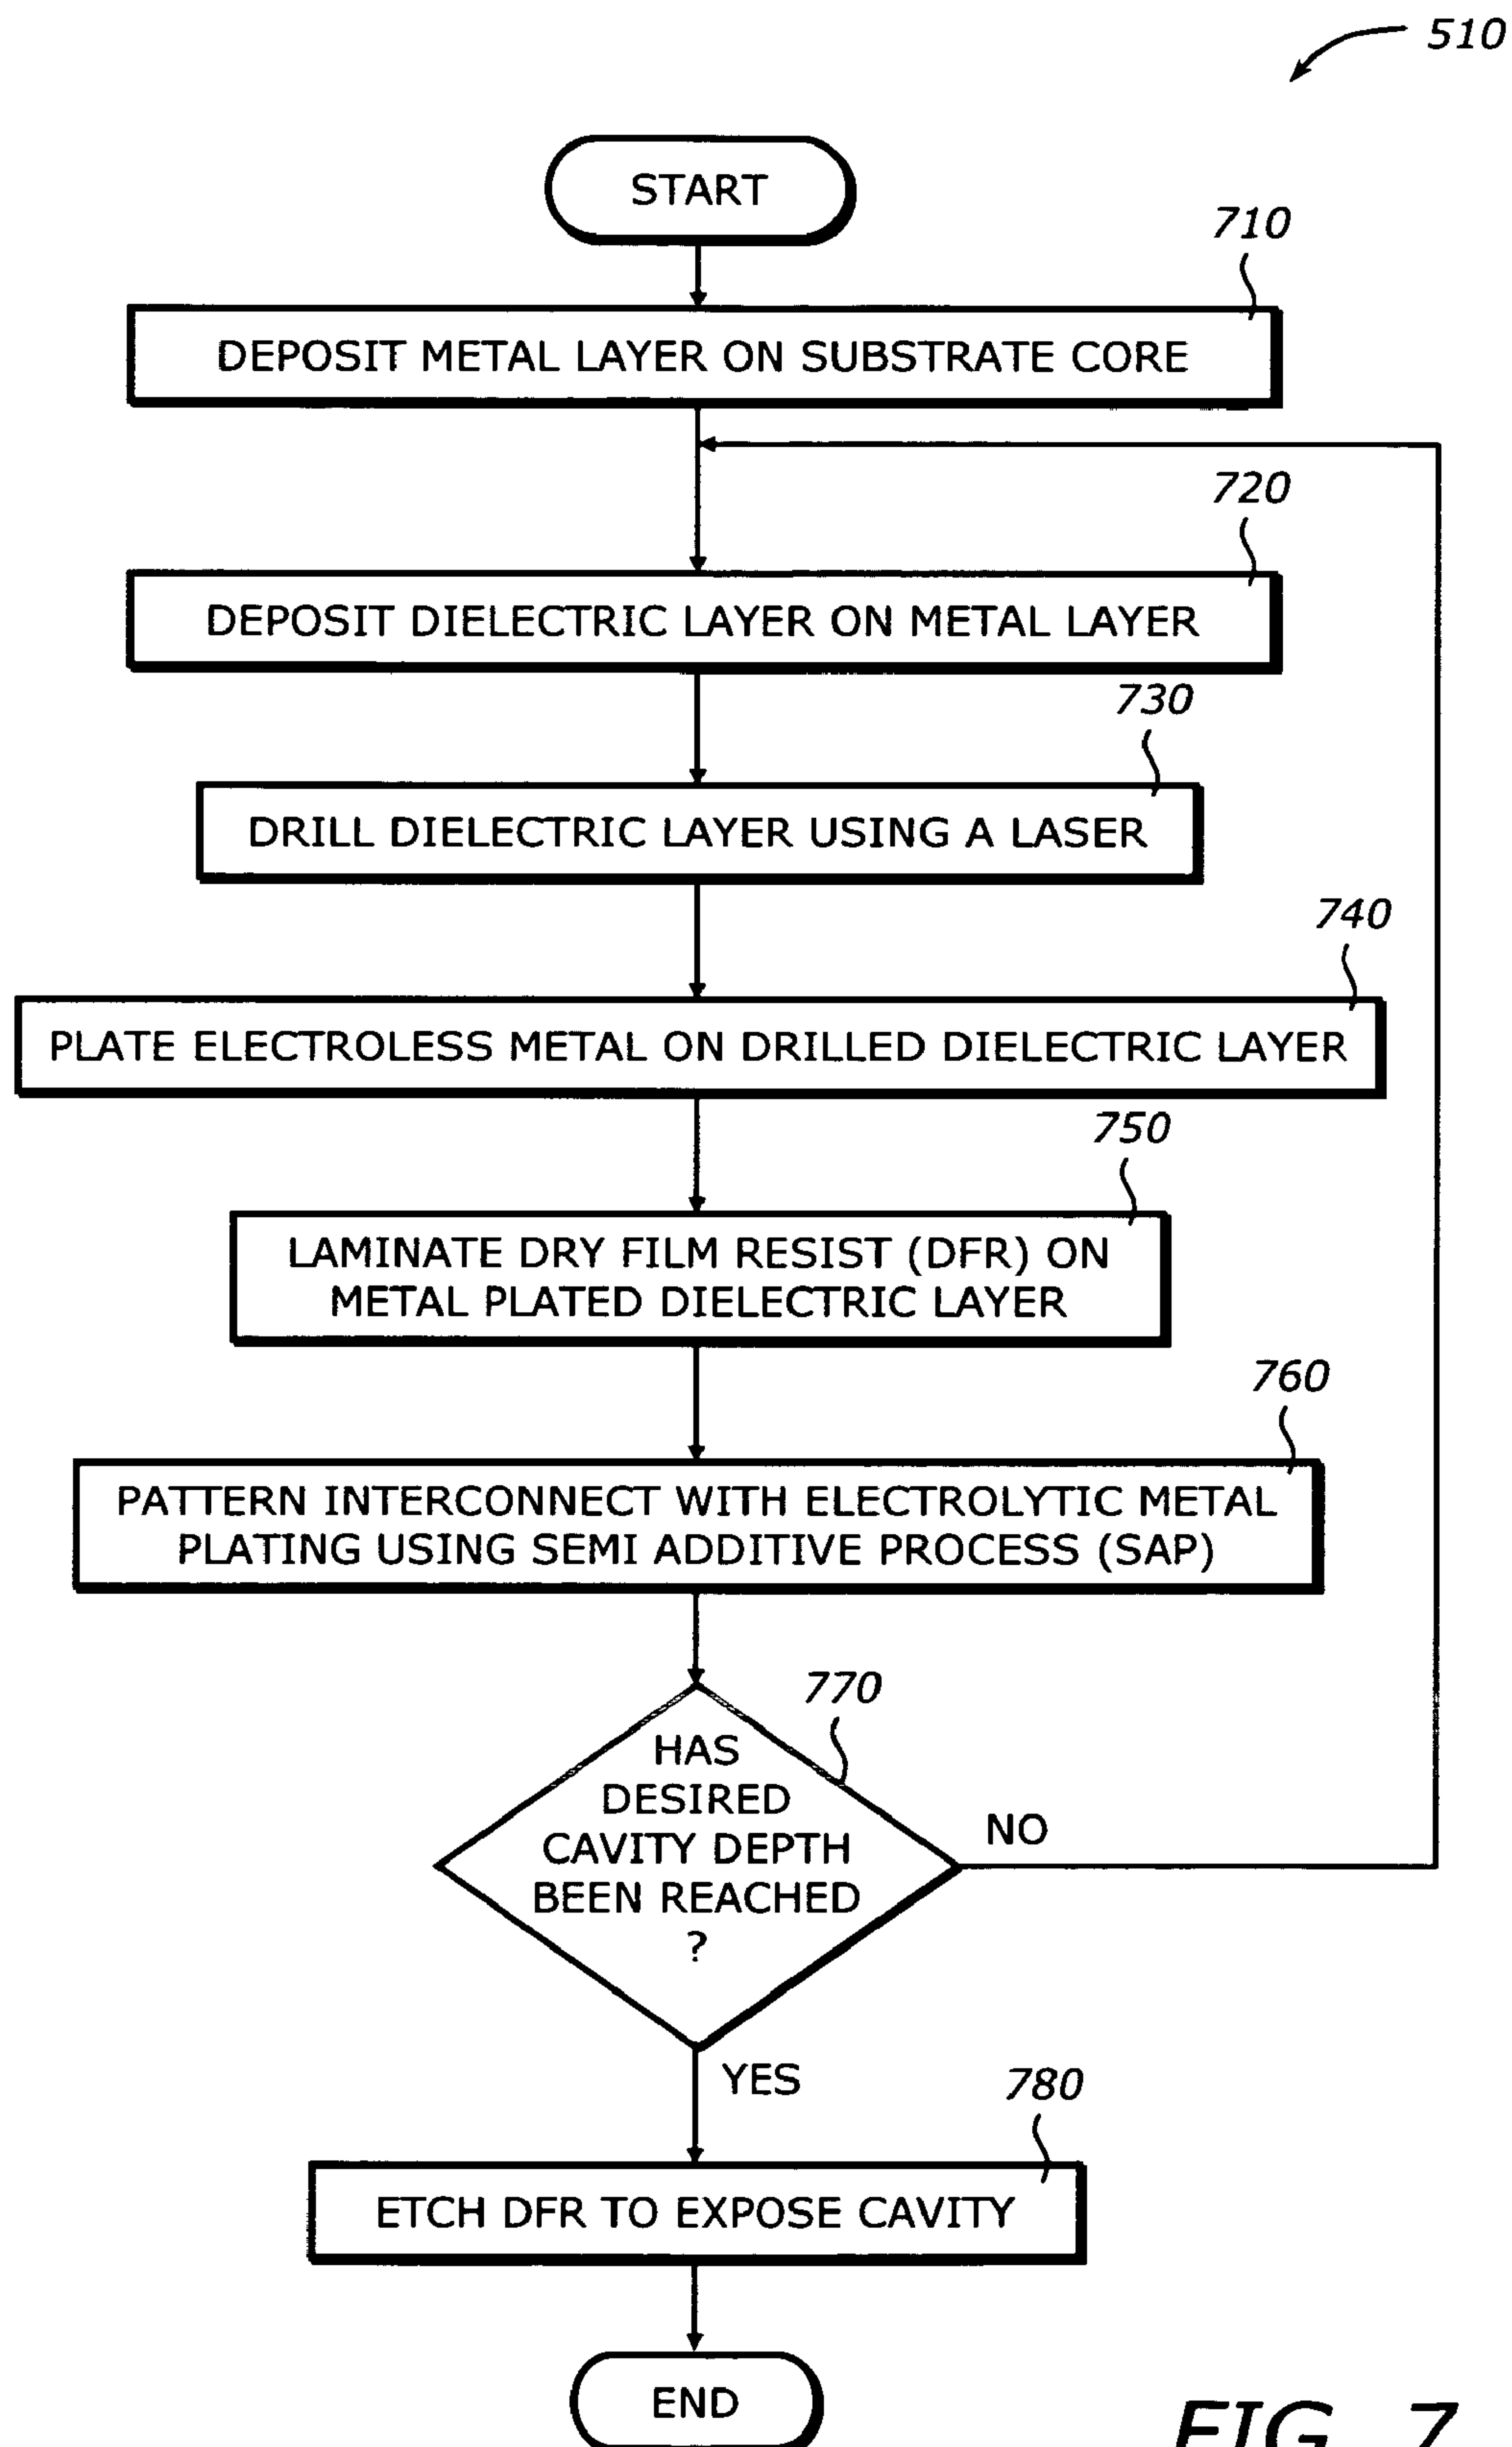 510
START
710
DEPOSIT METAL LAYER ON SUBSTRATE CORE
720
DEPOSIT DIELECTRIC LAYER ON METAL LAYER
730
DRILL DIELECTRIC LAYER USING A LASER
740
PLATE ELECTROLESS METAL ON DRILLED DIELECTRIC LAYER
750
LAMINATE DRY FILM RESIST (DFR) ON
METAL PLATED DIELECTRIC LAYER
760
PATTERN INTERCONNECT WITH ELECTROLYTIC METAL
PLATING USING SEMI ADDITIVE PROCESS (SAP)
770
HAS
DESIRED
CAVITY DEPTH
BEEN REACHED
?
NO
YES
780
ETCH DFR TO EXPOSE CAVITY
END
FIG. 7